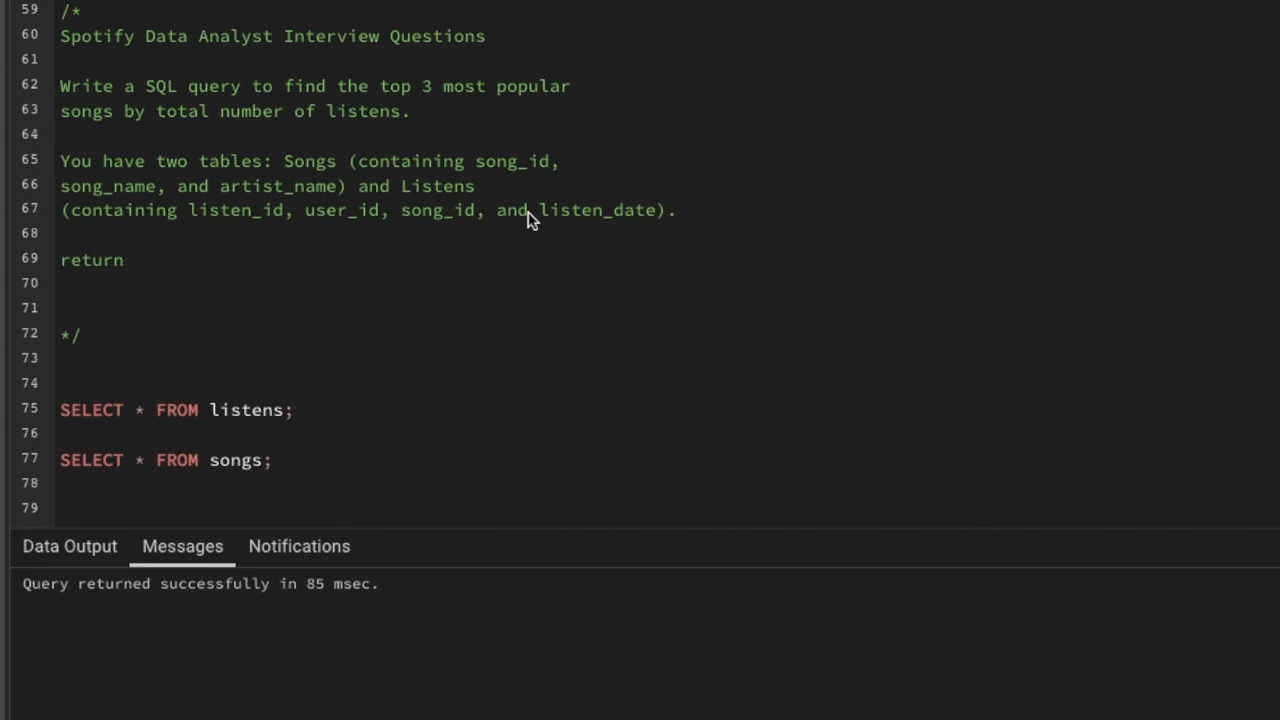 59 /*
60 Spotify Data Analyst Interview Questions
61
62 Write a SQL query to find the top 3 most popular
63 songs by total number of listens.
64
65 You have two tables: Songs (containing song_id,
66 song_name, and artist_name) and Listens
67 (containing listen_id, user_id, song_id, and listen_date).
68
69 return
70
71
72 */
73
74
75 SELECT * FROM listens;
76
77 SELECT * FROM songs;
78
79
Data Output Messages Notifications
Query returned successfully in 85 msec.